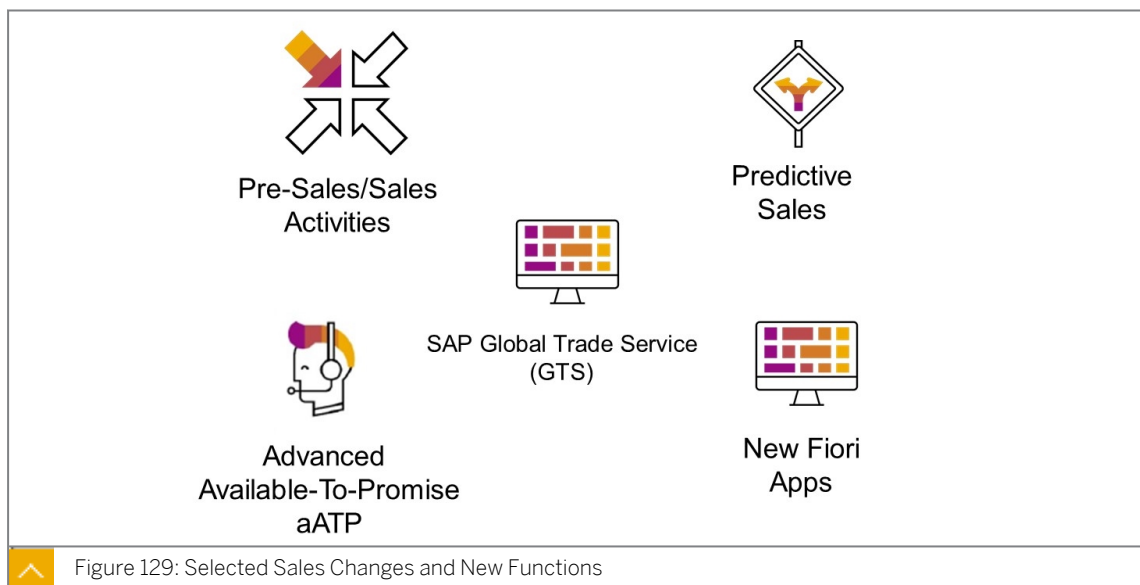 Pre-Sales/Sales
Activities
Predictive
Sales
SAP Global Trade Service
(GTS)
Advanced
Available-To-Promise
aATP
New Fiori
Apps
Figure 129: Selected Sales Changes and New Functions